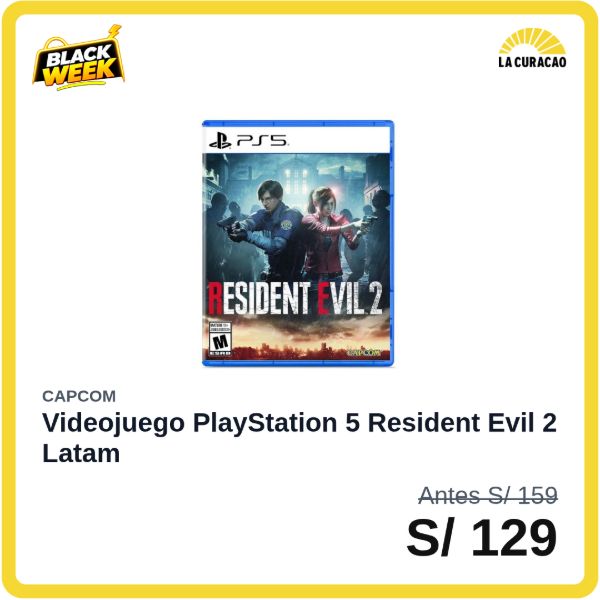 BLACK
WEEK
LA CURACAO
PS5
RESIDENT EVIL 2
M
CAPCOM
CAPCOM
Videojuego PlayStation 5 Resident Evil 2
Latam
Antes S/ 159
S/ 129